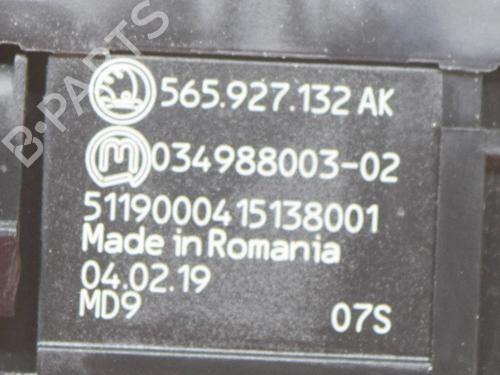 565.927.132 AK
034988003-02
5119000415138001
Made in Romania
04.02.19
MD9 07S
B-PARTS